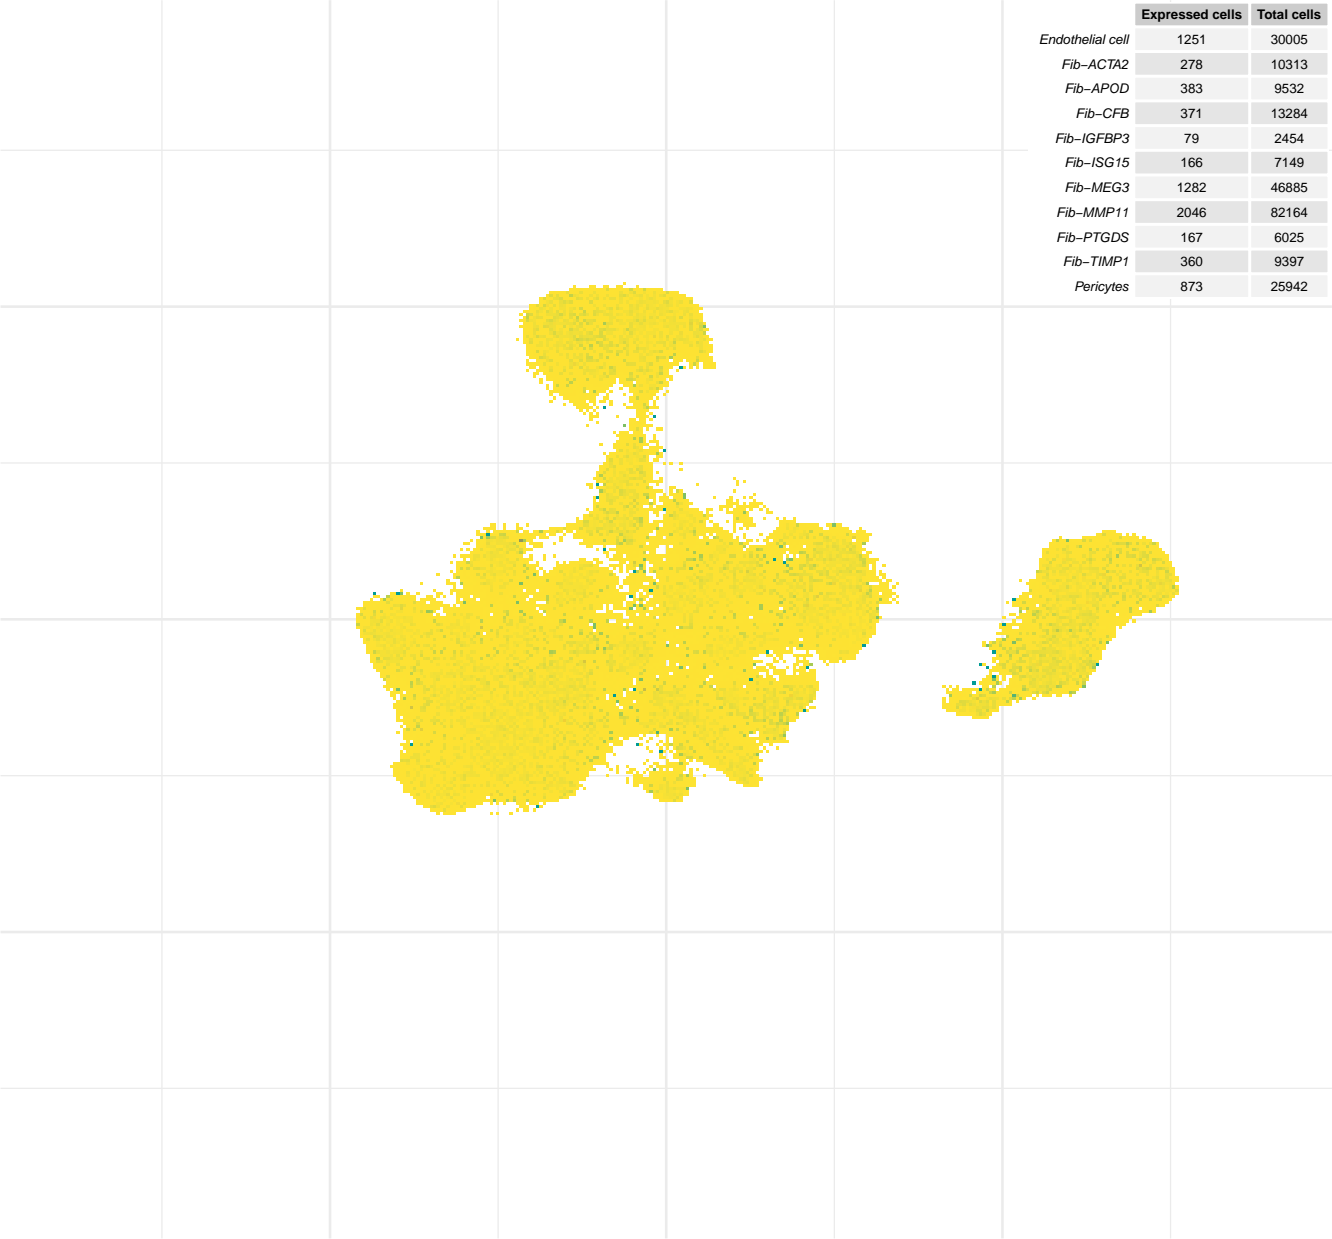 Expressed cells Total cells
Endothelial cell 1251 30005
Fib−ACTA2 278 10313
Fib−APOD 383 9532
Fib−CFB 371 13284
Fib−IGFBP3 79 2454
Fib−ISG15 166 7149
Fib−MEG3 1282 46885
Fib−MMP11 2046 82164
Fib−PTGDS 167 6025
Fib−TIMP1 360 9397
Pericytes 873 25942